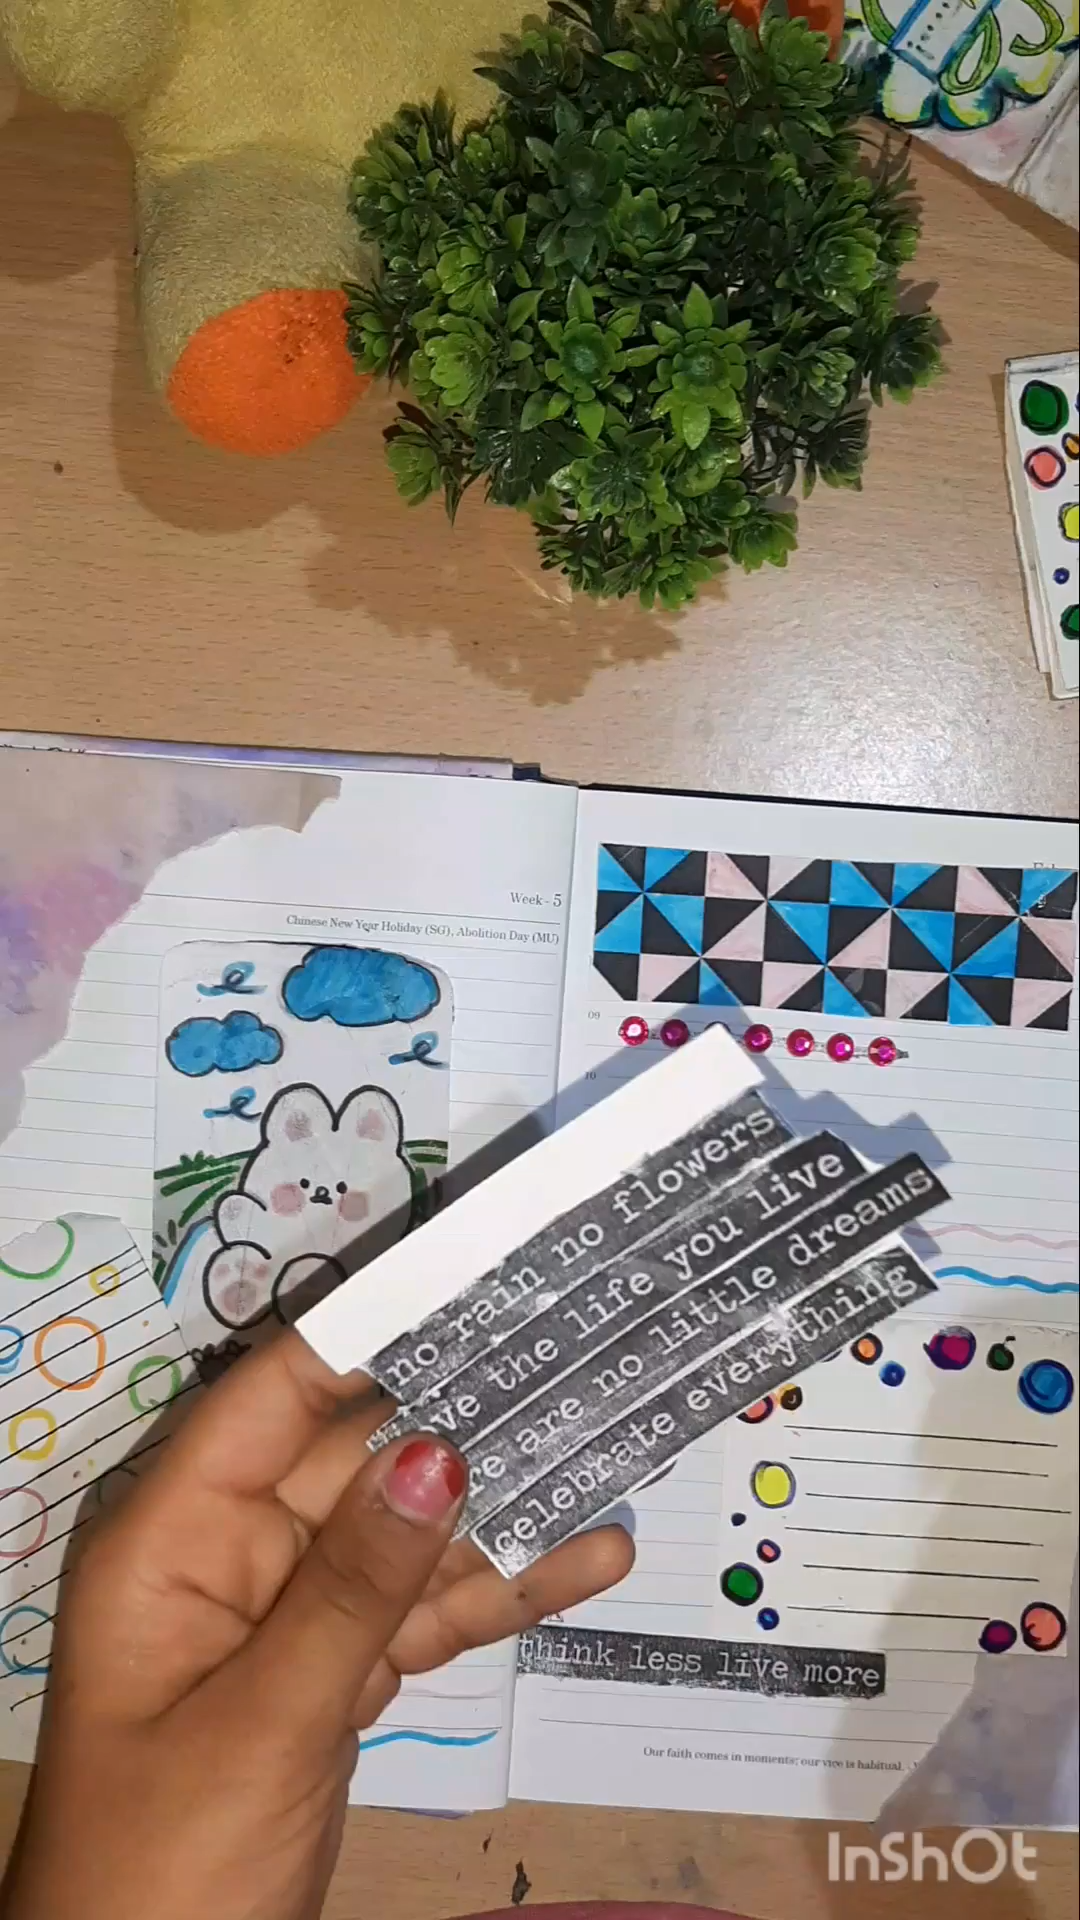 Week - 5
Chinese New Year Holiday (SG), Abolition Day (MU)
09
10
no rain no flowers
the life you live
are no little dreams
celebrate everything
think less live more
Our faith comes in moments; our vice is habitual.
InShOt